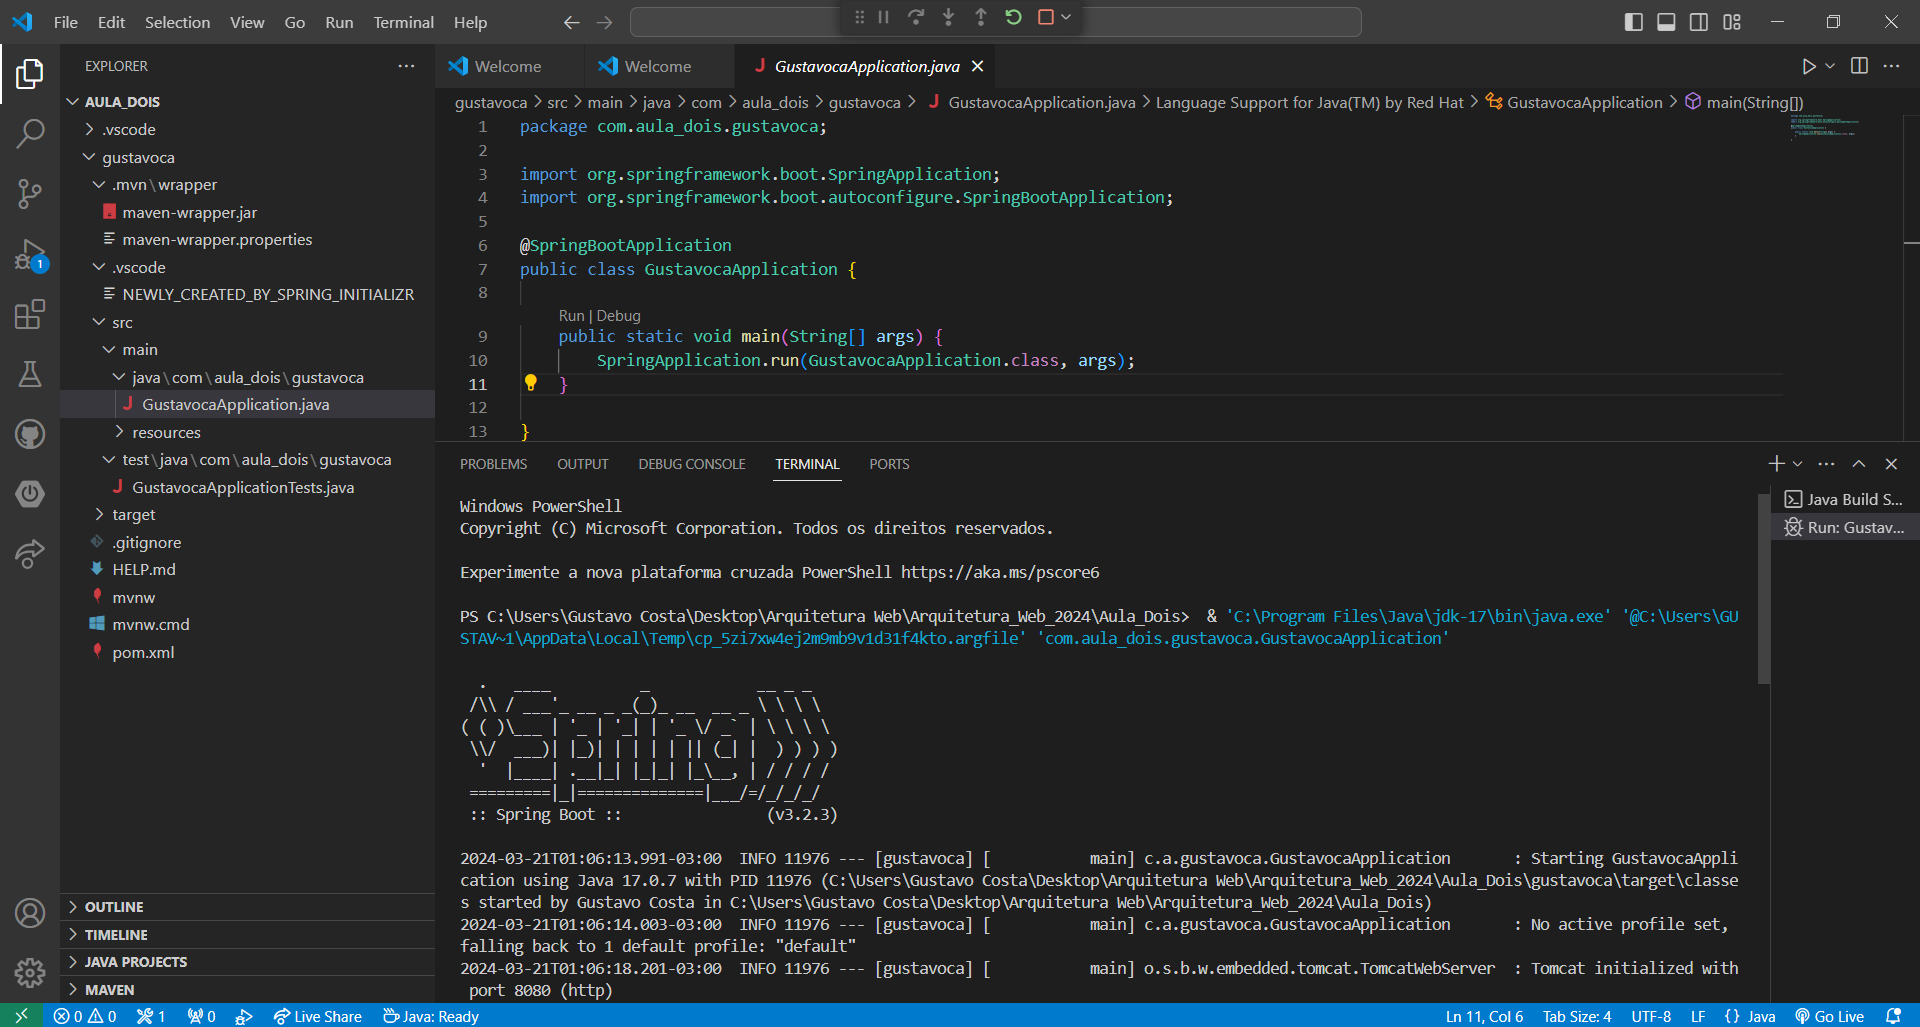 File Edit Selection View Go Run Terminal Help
EXPLORER
AULA_DOIS
.vscode
gustavoca
.mvn\wrapper
maven-wrapper.jar
maven-wrapper.properties
.vscode
NEWLY_CREATED_BY_SPRING_INITIALIZR
src
main
java\com\aula_dois\gustavoca
GustavocaApplication.java
resources
test\java\com\aula_dois\gustavoca
GustavocaApplicationTests.java
target
.gitignore
HELP.md
mvnw
mvnw.cmd
pom.xml
OUTLINE
TIMELINE
JAVA PROJECTS
MAVEN
1
Welcome Welcome GustavocaApplication.java
gustavoca > src > main > java > com > aula_dois > gustavoca > GustavocaApplication.java > Language Support for Java(TM) by Red Hat > GustavocaApplication > main(String[])
1 package com.aula_dois.gustavoca;
2
3 import org.springframework.boot.SpringApplication;
4 import org.springframework.boot.autoconfigure.SpringBootApplication;
5
6 @SpringBootApplication
7 public class GustavocaApplication {
8
Run | Debug
9 public static void main(String[] args) {
10 SpringApplication.run(GustavocaApplication.class, args);
11 }
12
13 }
PROBLEMS OUTPUT DEBUG CONSOLE TERMINAL PORTS
Java Build S...
Run: Gustav...
Windows PowerShell
Copyright (C) Microsoft Corporation. Todos os direitos reservados.
Experimente a nova plataforma cruzada PowerShell https://aka.ms/pscore6
PS C:\Users\Gustavo Costa\Desktop\Arquitetura Web\Arquitetura_Web_2024\Aula_Dois>  & 'C:\Program Files\Java\jdk-17\bin\java.exe' '@C:\Users\GU
STAV~1\AppData\Local\Temp\cp_5zi7xw4ej2m9mb9v1d31f4kto.argfile' 'com.aula_dois.gustavoca.GustavocaApplication'
  .   ____          _            __ _ _
 /\\ / ___'_ __ _ _(_)_ __  __ _ \ \ \ \
( ( )\___ | '_ | '_| | '_ \/ _` | \ \ \ \
 \\/  ___)| |_)| | | | | || (_| |  ) ) ) )
  '  |____| .__|_| |_|_| |_\__, | / / / /
 =========|_|==============|___/=/_/_/_/
 :: Spring Boot ::                (v3.2.3)
2024-03-21T01:06:13.991-03:00  INFO 11976 --- [gustavoca] [           main] c.a.gustavoca.GustavocaApplication       : Starting GustavocaAppli
cation using Java 17.0.7 with PID 11976 (C:\Users\Gustavo Costa\Desktop\Arquitetura Web\Arquitetura_Web_2024\Aula_Dois\gustavoca\target\classe
s started by Gustavo Costa in C:\Users\Gustavo Costa\Desktop\Arquitetura Web\Arquitetura_Web_2024\Aula_Dois)
2024-03-21T01:06:14.003-03:00  INFO 11976 --- [gustavoca] [           main] c.a.gustavoca.GustavocaApplication       : No active profile set,
falling back to 1 default profile: "default"
2024-03-21T01:06:18.201-03:00  INFO 11976 --- [gustavoca] [           main] o.s.b.w.embedded.tomcat.TomcatWebServer  : Tomcat initialized with
 port 8080 (http)
0 0 1 0 Live Share Java: Ready Ln 11, Col 6 Tab Size: 4 UTF-8 LF {} Java Go Live